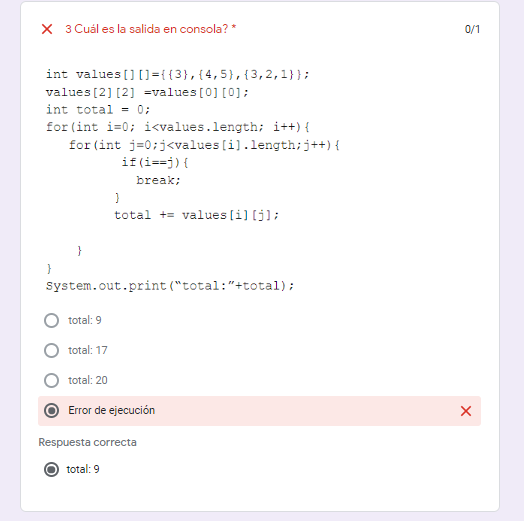 3 Cuál es la salida en consola? *
0/1
int values[][]={{3},{4,5},{3,2,1}};
values[2][2] =values[0][0];
int total = 0;
for(int i=0; i<values.length; i++){
for(int j=0;j<values[i].length;j++){
if(i==j){
break;
}
total += values[i][j];
}
}
System.out.print(“total:”+total);
total: 9
total: 17
total: 20
Error de ejecución
Respuesta correcta
total: 9